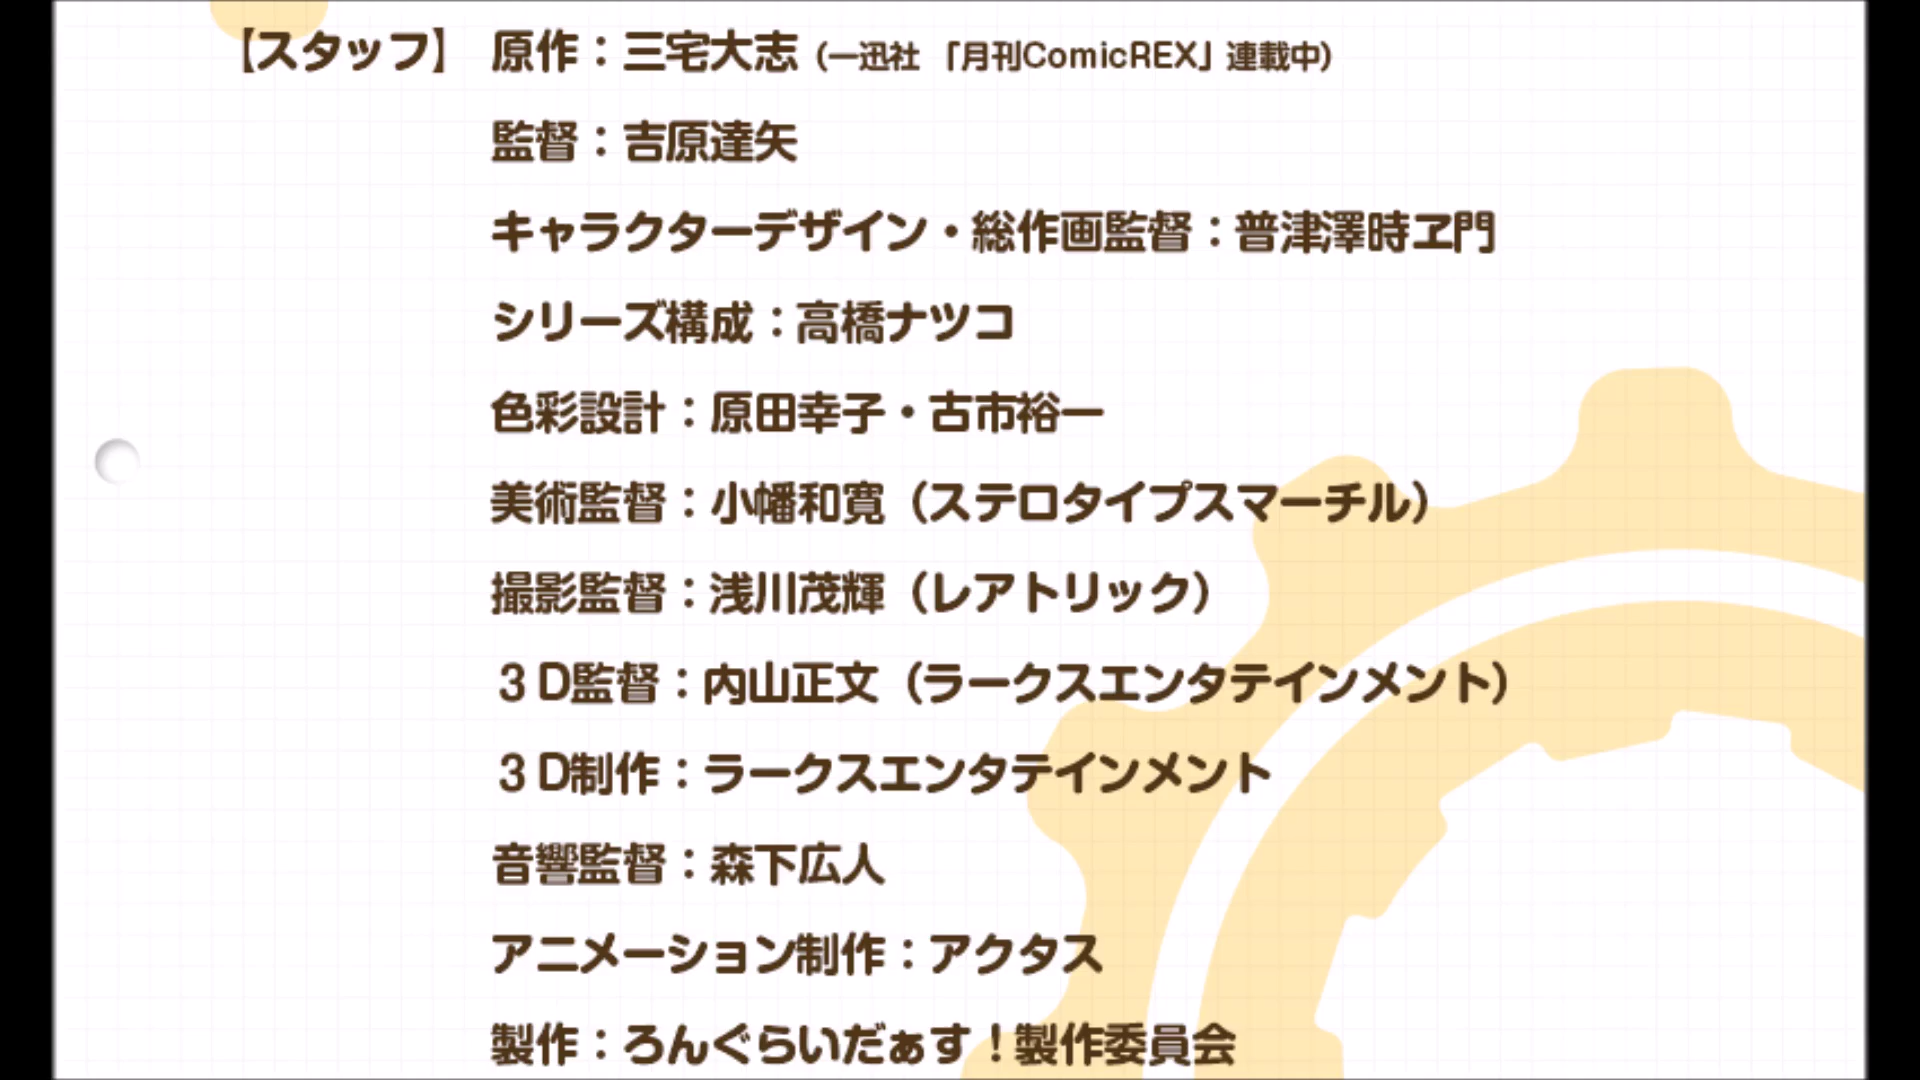 【スタッフ】 原作：三宅大志（一迅社 「月刊ComicREX」連載中）
監督：吉原達矢
キャラクターデザイン・総作画監督：普津澤時ヱ門
シリーズ構成：高橋ナツコ
色彩設計：原田幸子・古市裕一
美術監督：小幡和寛（ステロタイプスマーチル）
撮影監督：浅川茂輝（レアトリック）
３D監督：内山正文（ラークスエンタテインメント）
３D制作：ラークスエンタテインメント
音響監督：森下広人
アニメーション制作：アクタス
製作：ろんぐらいだぁす！製作委員会